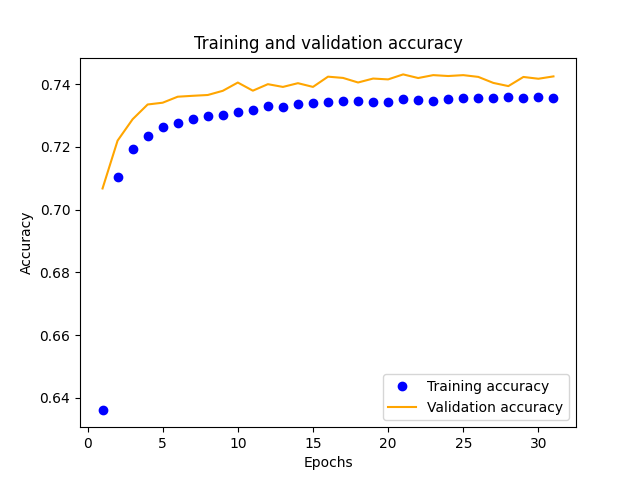 Training and validation accuracy
0.74
0.72
0.70
0.68
0.66
0.64
Accuracy
0 5 10 15 20 25 30
Epochs
Training accuracy
Validation accuracy